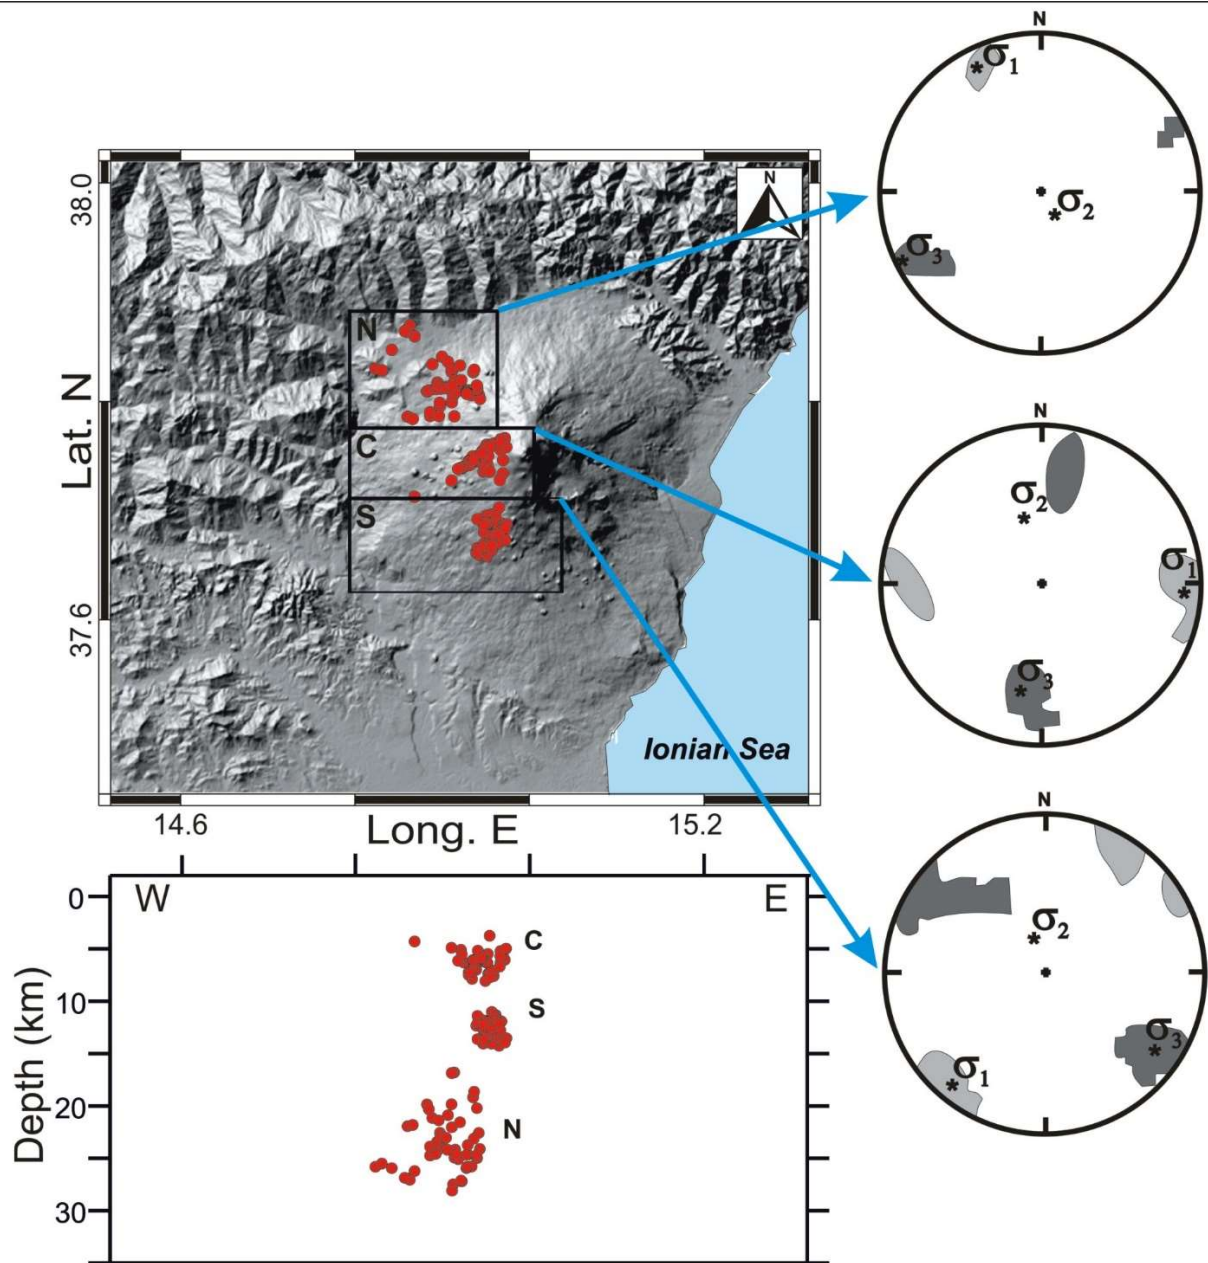 N
σ1
σ2
σ3
N
38.0
Lat. N
37.6
N
C
S
Ionian Sea
14.6
Long. E
15.2
N
σ2
σ1
σ3
N
σ2
σ3
σ1
W
E
0
10
20
30
Depth (km)
C
S
N